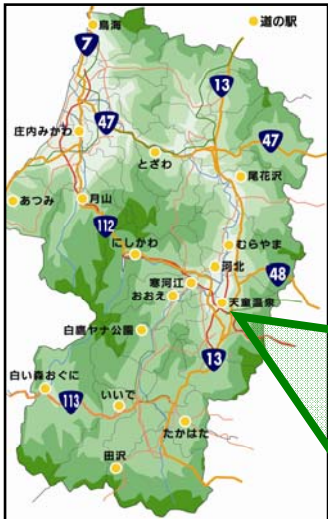 道の駅
鳥海
7
13
47
庄内みかわ
とざわ
47
尾花沢
あつみ
月山
112
にしかわ
むらやま
河北
48
寒河江
おおえ
天童温泉
白鷹ヤナ公園
13
白い森おぐに
113
いいで
たかはた
田沢